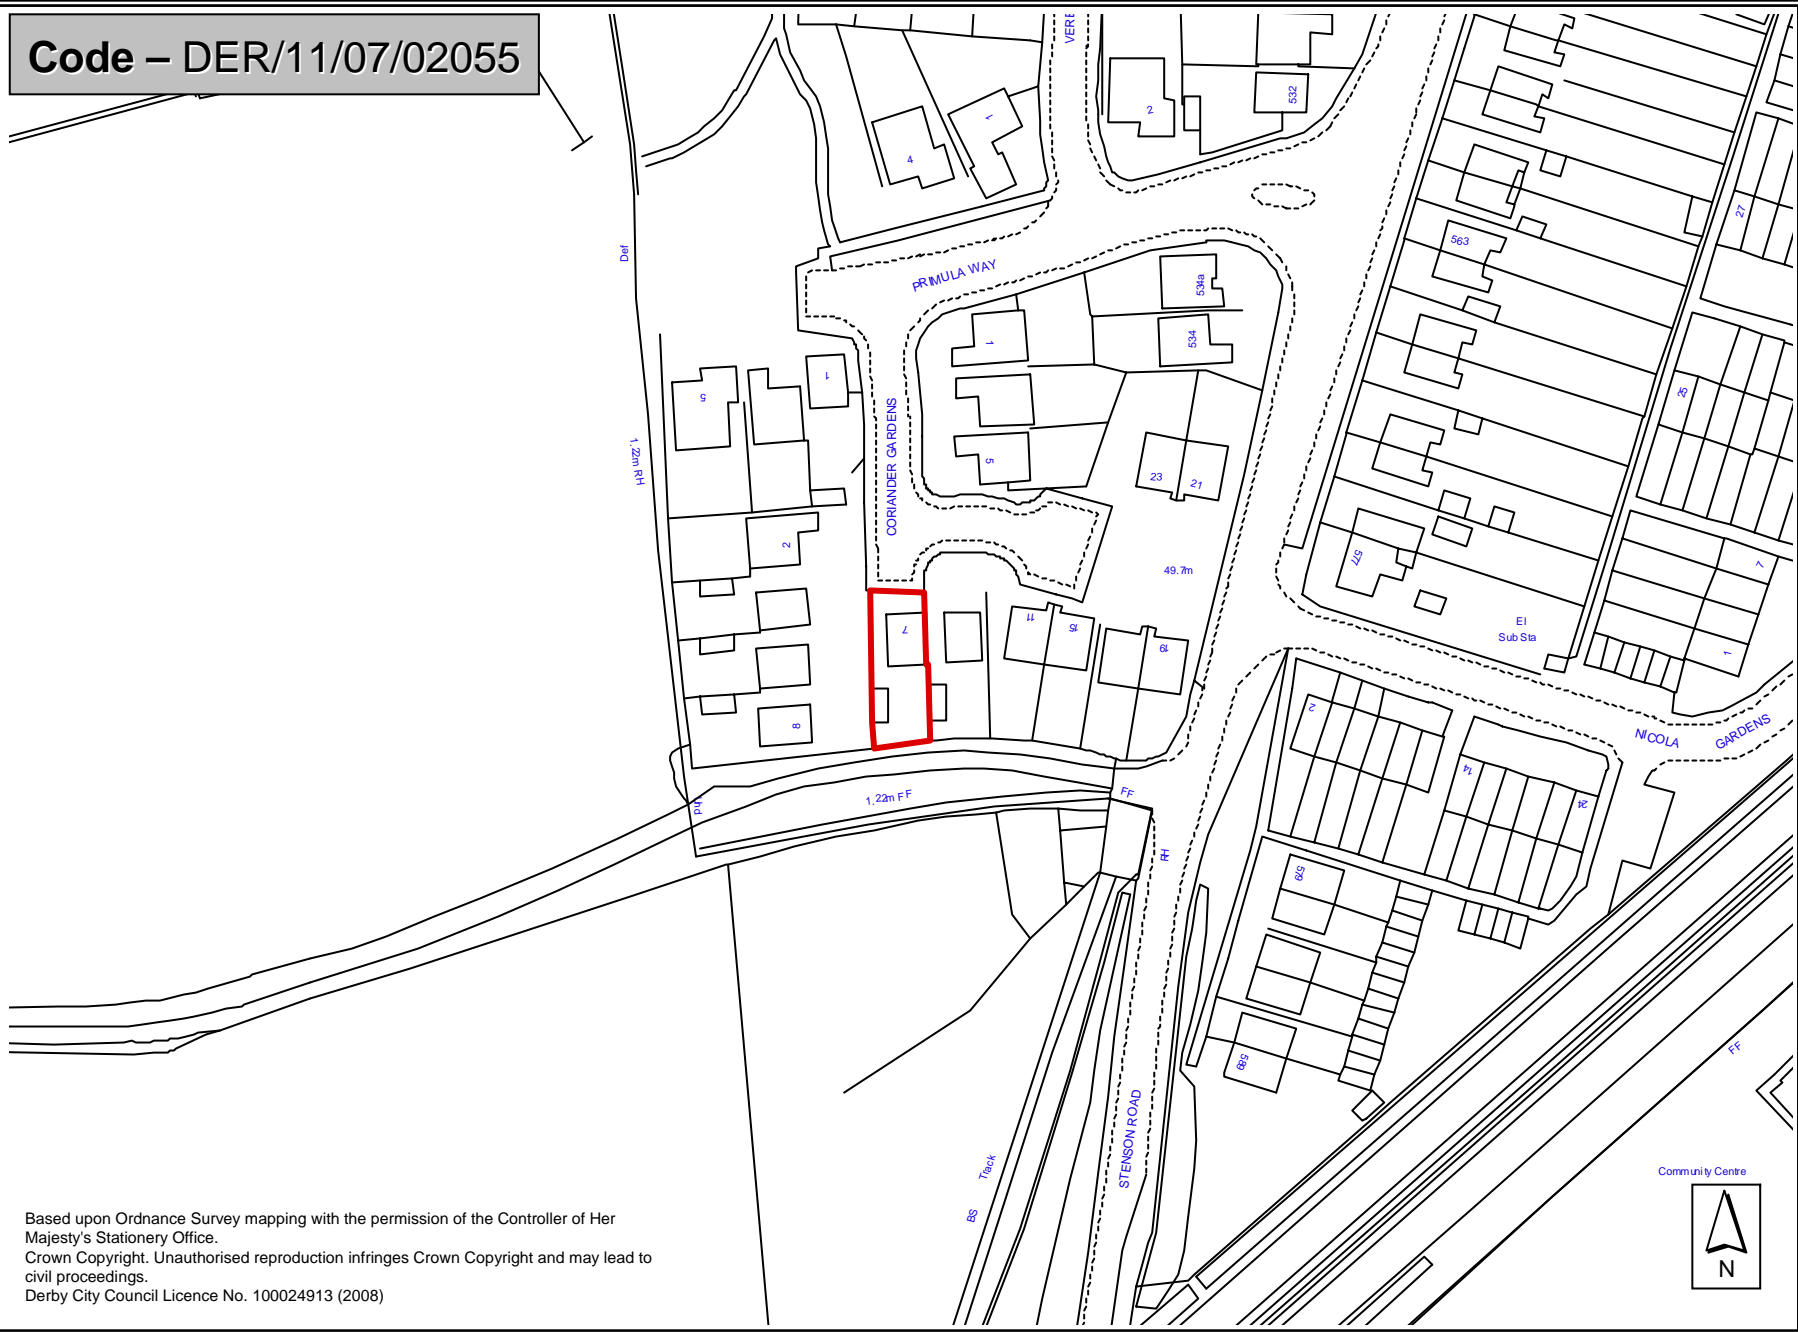 Code – DER/11/07/02055
VERE
2
532
1
4
27
Def
563
PRIMULA WAY
534a
1
534
1
5
25
CORIANDER GARDENS
1.22m RH
5
23
21
2
577
7
49.7m
El
Sub Sta
7
11
15
19
1
2
8
NICOLA
GARDENS
14
24
1.22m FF
FF
RH
579
589
FF
STENSON ROAD
Track
BS
Community Centre
N
Based upon Ordnance Survey mapping with the permission of the Controller of Her
Majesty's Stationery Office.
Crown Copyright. Unauthorised reproduction infringes Crown Copyright and may lead to
civil proceedings.
Derby City Council Licence No. 100024913 (2008)